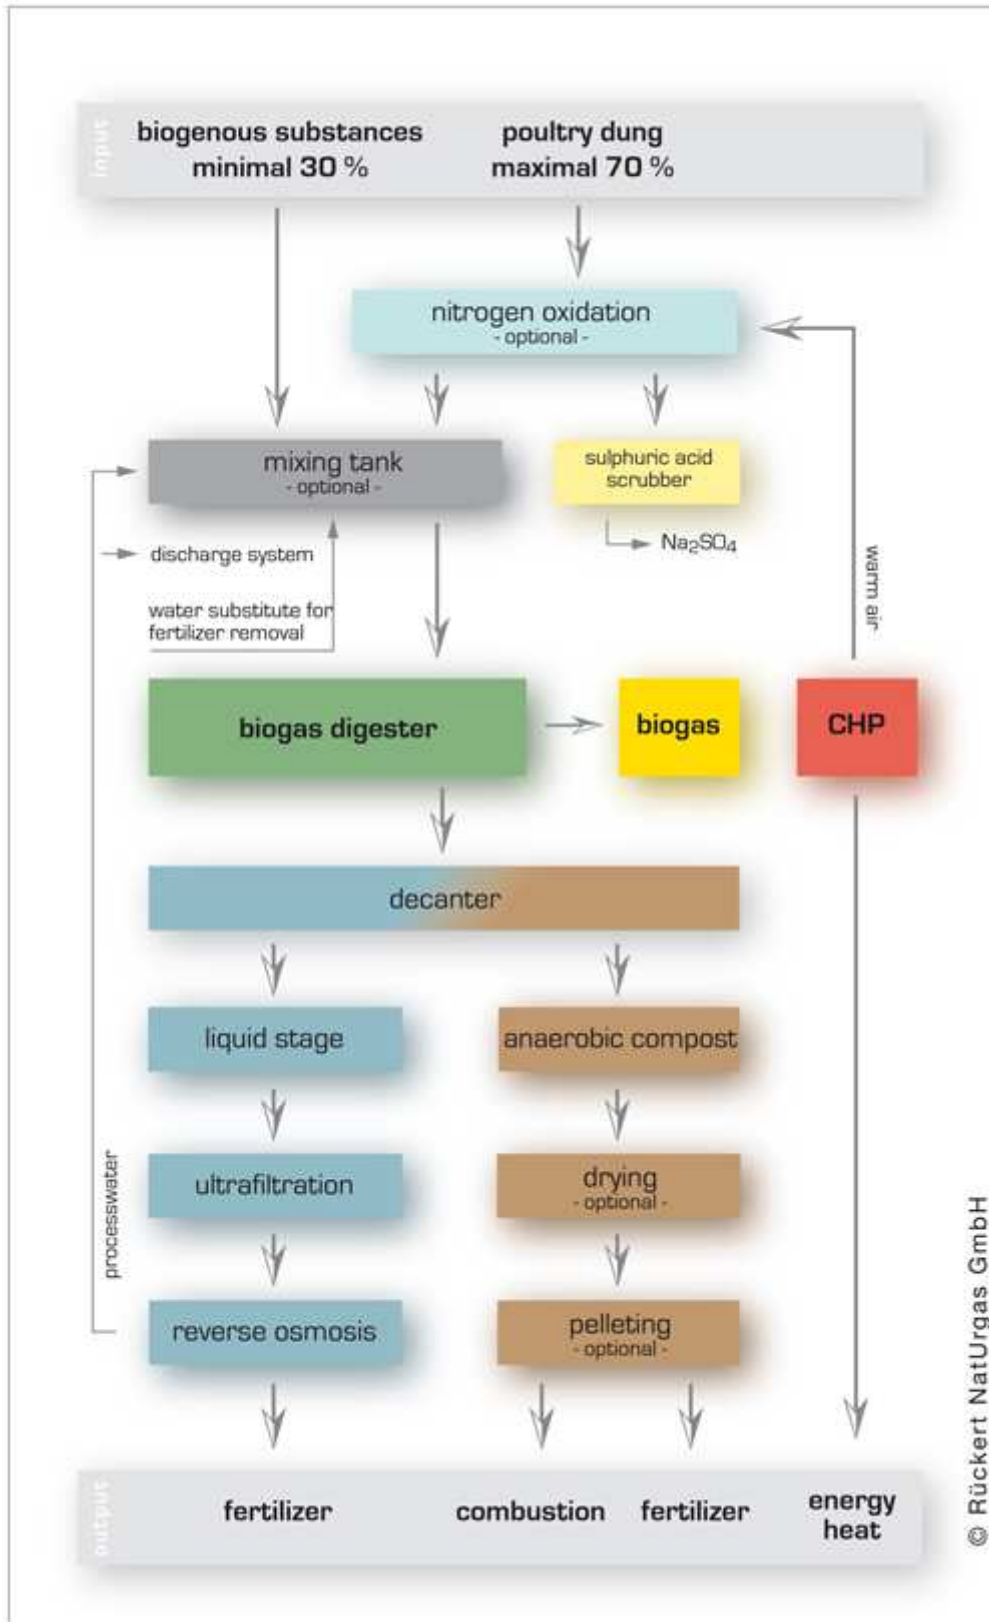 input
biogenous substances
minimal 30 %
poultry dung
maximal 70 %
nitrogen oxidation
- optional -
mixing tank
- optional -
sulphuric acid
scrubber
Na₂SO₄
discharge system
water substitute for
fertilizer removal
warm air
biogas digester
biogas
CHP
decanter
liquid stage
anaerobic compost
ultrafiltration
drying
- optional -
processwater
reverse osmosis
pelleting
- optional -
output
fertilizer
combustion
fertilizer
energy
heat
© Rückert NatUrgas GmbH